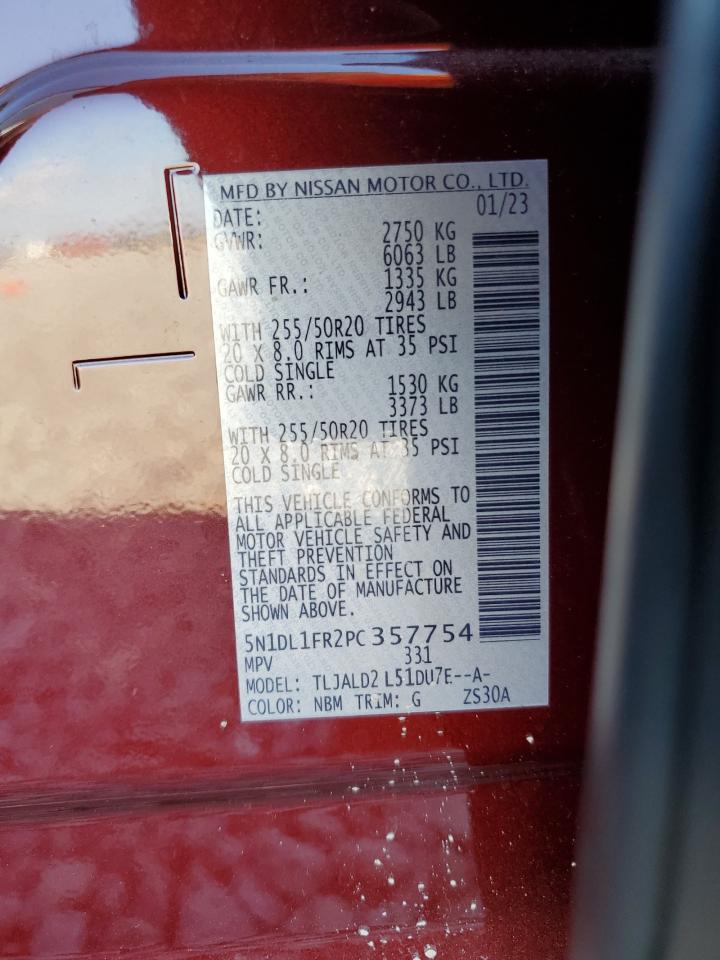 MFD BY NISSAN MOTOR CO., LTD.
DATE: 01/23
GVWR: 2750 KG
6063 LB
GAWR FR.: 1335 KG
2943 LB
WITH 255/50R20 TIRES
20 X 8.0 RIMS AT 35 PSI
COLD SINGLE
GAWR RR.: 1530 KG
3373 LB
WITH 255/50R20 TIRES
20 X 8.0 RIMS AT 35 PSI
COLD SINGLE
THIS VEHICLE CONFORMS TO
ALL APPLICABLE FEDERAL
MOTOR VEHICLE SAFETY AND
THEFT PREVENTION
STANDARDS IN EFFECT ON
THE DATE OF MANUFACTURE
SHOWN ABOVE.
5N1DL1FR2PC357754
MPV 331
MODEL: TLJALD2 L51DU7E--A-
COLOR: NBM TRIM: G ZS30A